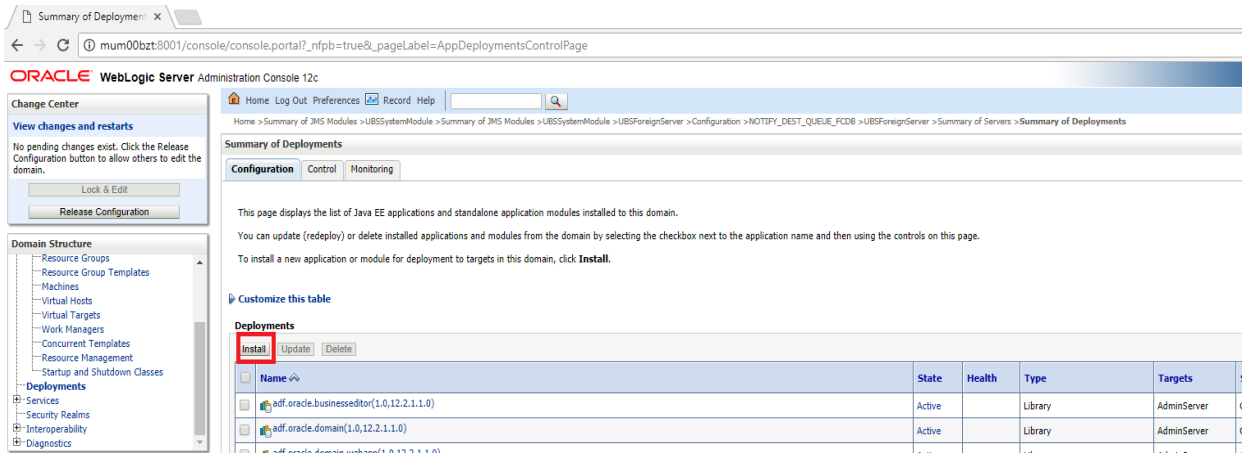 Summary of Deployment
mum00bzt:8001/console/console.portal?_nfpb=true&_pageLabel=AppDeploymentsControlPage
ORACLE WebLogic Server Administration Console 12c
Change Center
View changes and restarts
No pending changes exist. Click the Release
Configuration button to allow others to edit the
domain.
Lock & Edit
Release Configuration
Domain Structure
Resource Groups
Resource Group Templates
Machines
Virtual Hosts
Virtual Targets
Work Managers
Concurrent Templates
Resource Management
Startup and Shutdown Classes
Deployments
Services
Security Realms
Interoperability
Diagnostics
Home Log Out Preferences Record Help
Home >Summary of JMS Modules >UBSSystemModule >Summary of JMS Modules >UBSSystemModule >UBSForeignServer >Configuration >NOTIFY_DEST_QUEUE_FCDB >UBSForeignServer >Summary of Servers >Summary of Deployments
Summary of Deployments
Configuration Control Monitoring
This page displays the list of Java EE applications and standalone application modules installed to this domain.
You can update (redeploy) or delete installed applications and modules from the domain by selecting the checkbox next to the application name and then using the controls on this page.
To install a new application or module for deployment to targets in this domain, click Install.
Customize this table
Deployments
Install Update Delete
Name State Health Type Targets
adf.oracle.businesseditor(1.0,12.2.1.1.0) Active Library AdminServer
adf.oracle.domain(1.0,12.2.1.1.0) Active Library AdminServer